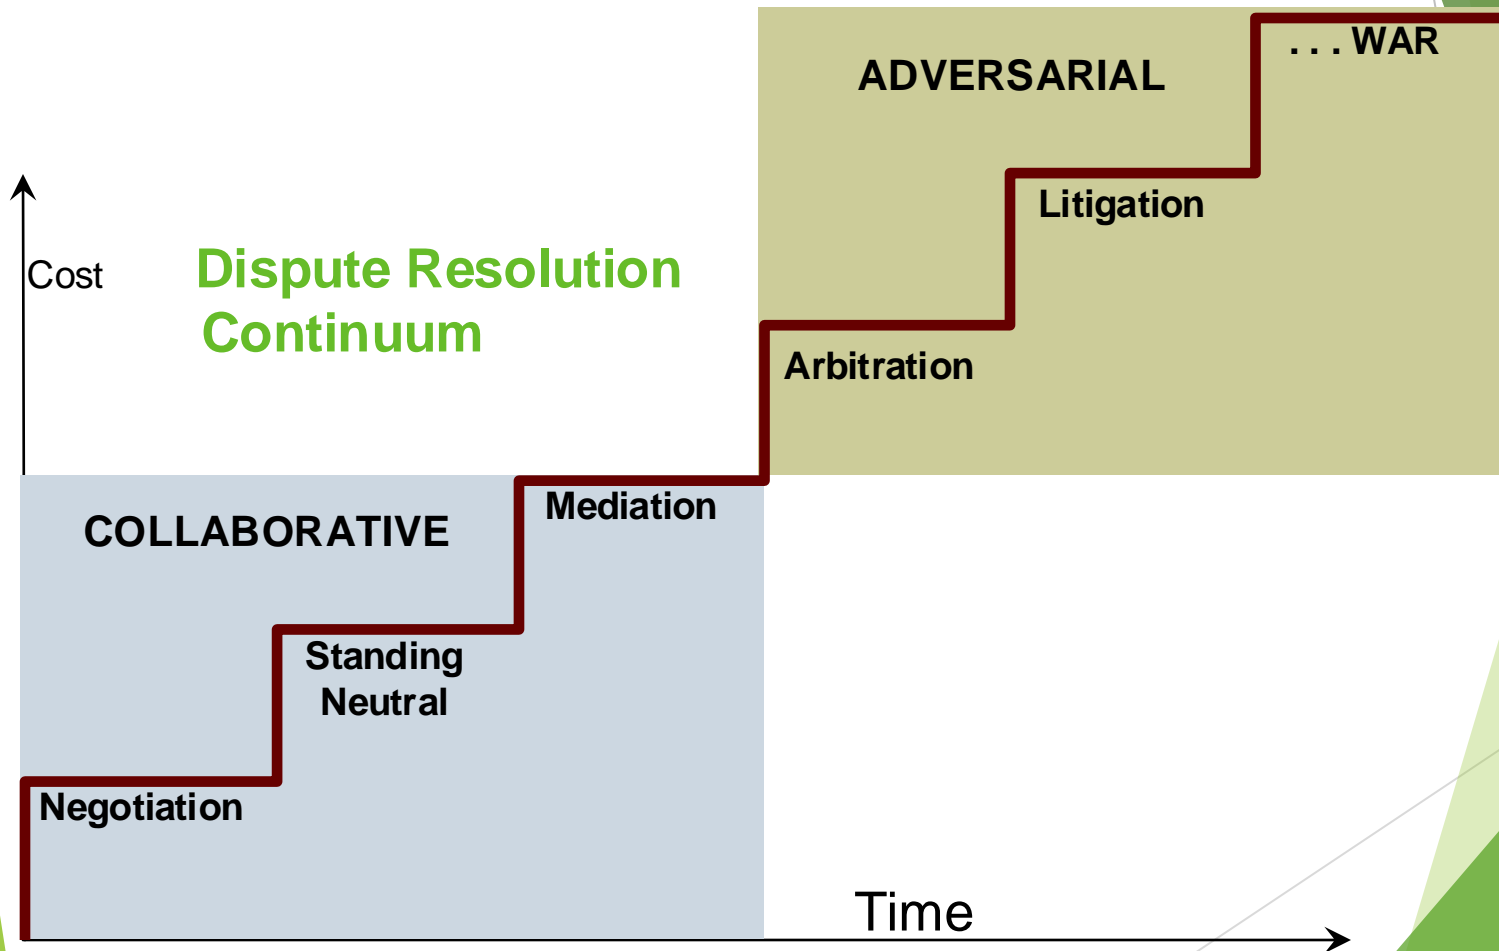 . . . WAR
ADVERSARIAL
Litigation
Cost
Dispute Resolution
Continuum
Arbitration
Mediation
COLLABORATIVE
Standing
Neutral
Negotiation
Time